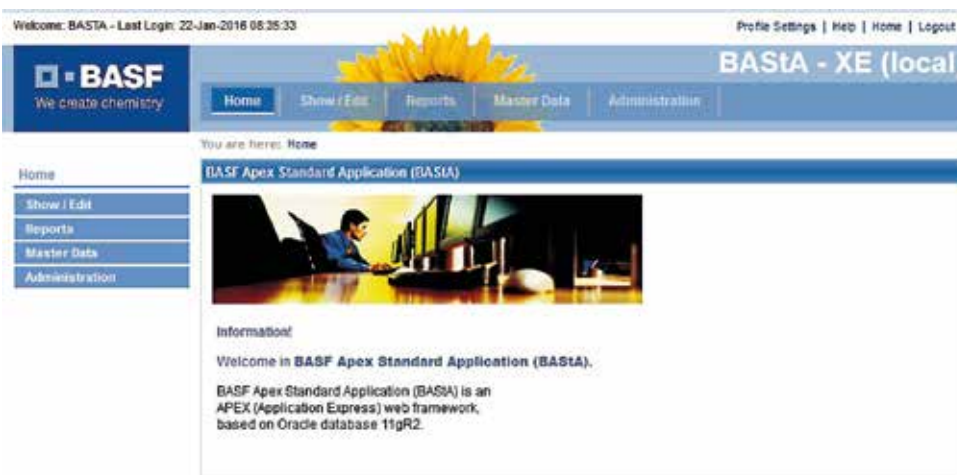 Welcome: BASTA - Last Login: 22-Jan-2016 08:35:33
Profile Settings | Help | Home | Logout
BASF
We create chemistry
BAStA - XE (local
Home Show / Edit Reports Master Data Administration
You are here: Home
Home
Show / Edit
Reports
Master Data
Administration
BASF Apex Standard Application (BAStA)
Information!
Welcome in BASF Apex Standard Application (BAStA).
BASF Apex Standard Application (BAStA) is an
APEX (Application Express) web framework,
based on Oracle database 11gR2.